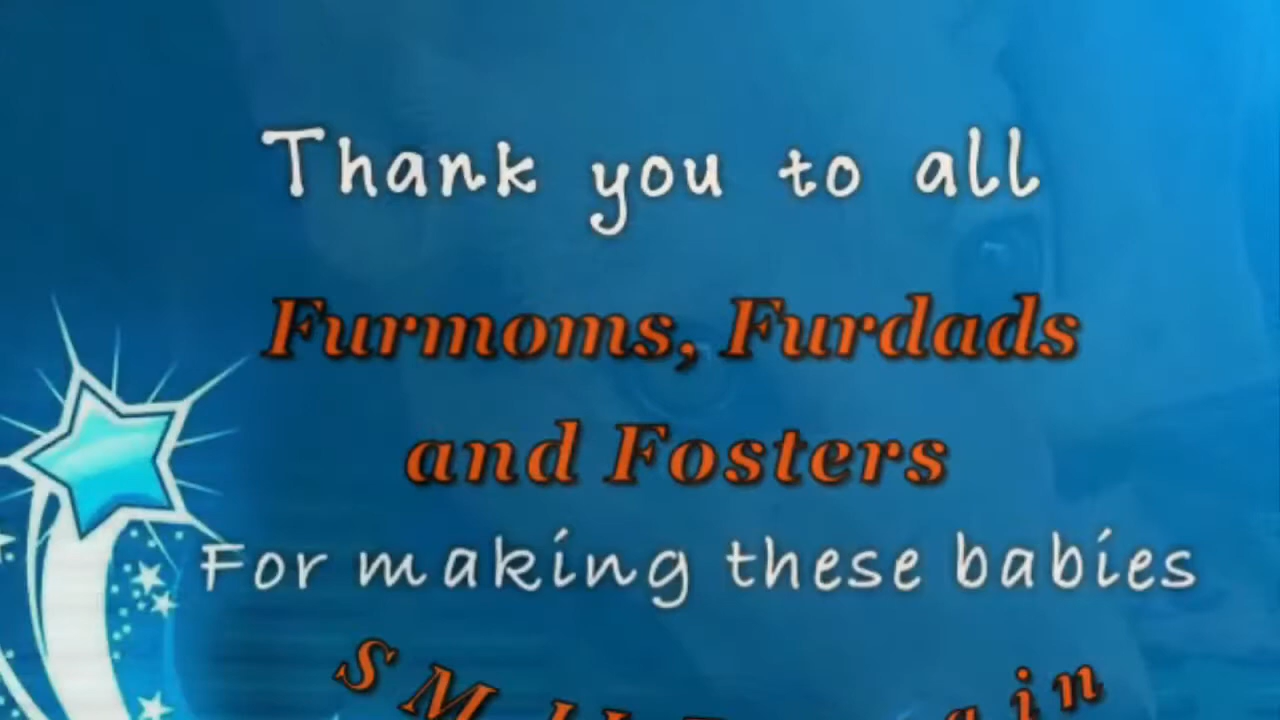 Thank you to all
Furmoms, Furdads
and Fosters
For making these babies